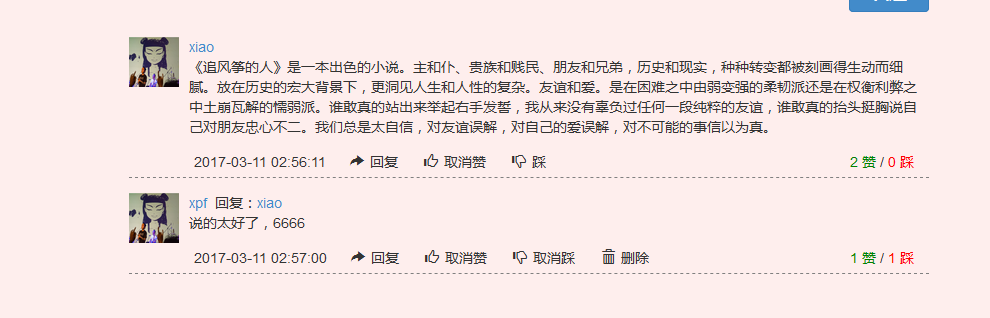 xiao
《追风筝的人》是一本出色的小说。主和仆、贵族和贱民、朋友和兄弟，历史和现实，种种转变都被刻画得生动而细
腻。放在历史的宏大背景下，更洞见人生和人性的复杂。友谊和爱。是在困难之中由弱变强的柔韧派还是在权衡利弊之
中土崩瓦解的懦弱派。谁敢真的站出来举起右手发誓，我从来没有辜负过任何一段纯粹的友谊，谁敢真的抬头挺胸说自
己对朋友忠心不二。我们总是太自信，对友谊误解，对自己的爱误解，对不可能的事信以为真。
2017-03-11 02:56:11 回复 取消赞 踩 2 赞 / 0 踩
xpf 回复：xiao
说的太好了，6666
2017-03-11 02:57:00 回复 取消赞 取消踩 删除 1 赞 / 1 踩